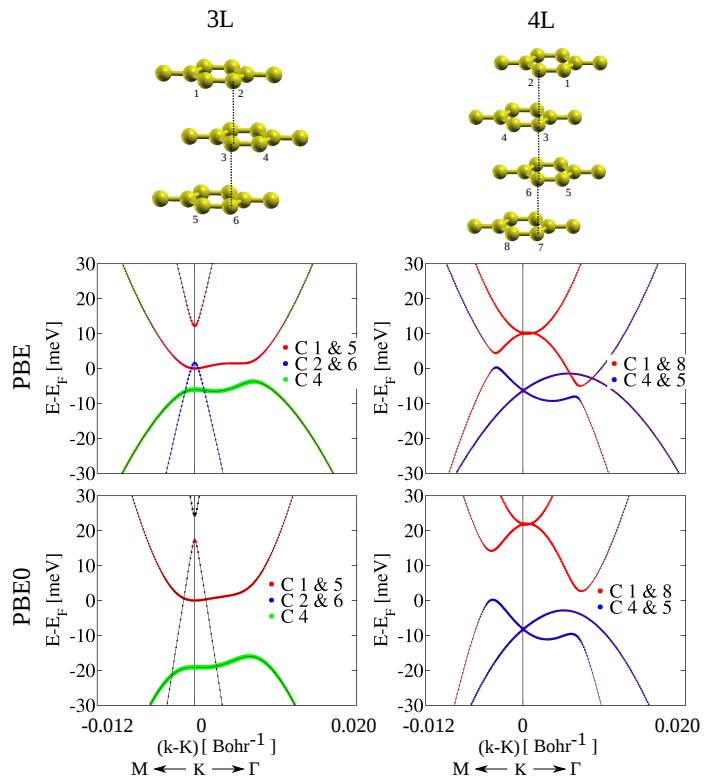 3L
4L
1 2
3 4
5 6
2 1
4 3
6 5
8 7
PBE
E-E_F [meV]
30
20
10
0
-10
-20
-30
C 1 & 5
C 2 & 6
C 4
E-E_F [meV]
30
20
10
0
-10
-20
-30
C 1 & 8
C 4 & 5
PBE0
E-E_F [meV]
30
20
10
0
-10
-20
-30
C 1 & 5
C 2 & 6
C 4
-0.012 0
(k-K) [ Bohr^-1]
M K Γ
E-E_F [meV]
30
20
10
0
-10
-20
-30
C 1 & 8
C 4 & 5
0.020
0 0.020
(k-K) [ Bohr^-1]
M K Γ